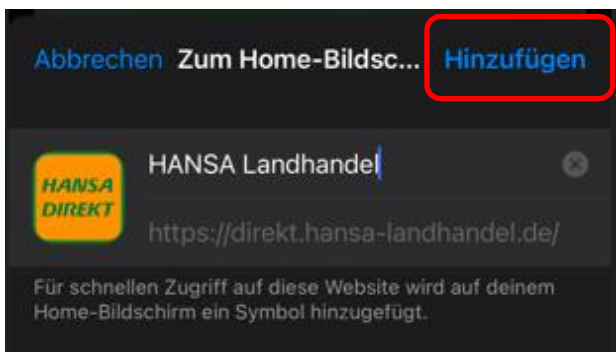 Abbrechen Zum Home-Bildsc... Hinzufügen
HANSA Landhandel
HANSA
DIREKT
https://direkt.hansa-landhandel.de/
Für schnellen Zugriff auf diese Website wird auf deinem
Home-Bildschirm ein Symbol hinzugefügt.